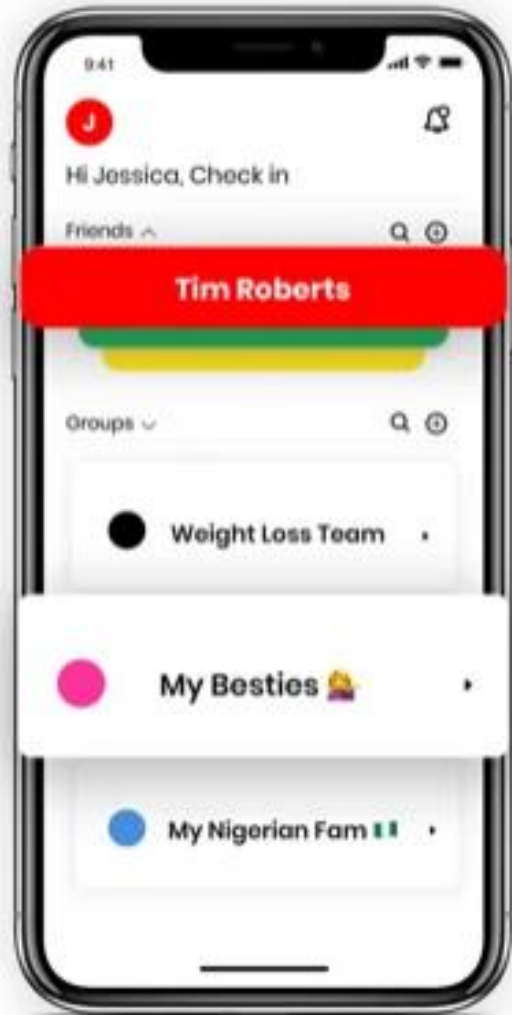 9:41
J
Hi Jessica, Check in
Friends
Tim Roberts
Groups
Weight Loss Team
My Besties 💁‍♀️
My Nigerian Fam 🇳🇬